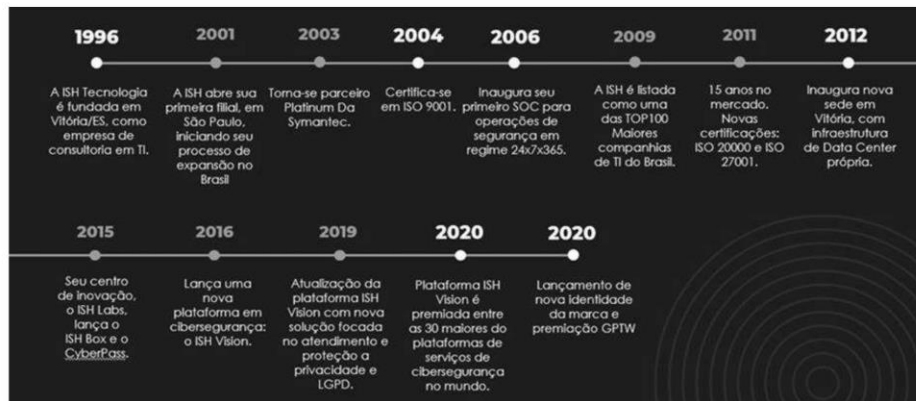 1996
A ISH Tecnologia
é fundada em
Vitória/ES, como
empresa de
consultoria em TI.
2001
A ISH abre sua
primeira filial, em
São Paulo,
iniciando seu
processo de
expansão no
Brasil
2003
Torna-se parceiro
Platinum Da
Symantec.
2004
Certifica-se
em ISO 9001.
2006
Inaugura seu
primeiro SOC para
operações de
segurança em
regime 24x7x365.
2009
A ISH é listada
como uma
das TOP100
Maiores
companhias
de TI do Brasil.
2011
15 anos no
mercado.
Novas
certificações:
ISO 20000 e ISO
27001.
2012
Inaugura nova
sede em
Vitória, com
infraestrutura
de Data Center
própria.
2015
Seu centro
de inovação,
o ISH Labs,
lança o
ISH Box e o
CyberPass.
2016
Lança uma
nova
plataforma em
cibersegurança:
o ISH Vision.
2019
Atualização da
plataforma ISH
Vision com nova
solução focada
no atendimento e
proteção a
privacidade e
LGPD.
2020
Plataforma ISH
Vision é
premiada entre
as 30 maiores do
plataformas de
serviços de
cibersegurança
no mundo.
2020
Lançamento de
nova identidade
da marca e
premiação GPTW